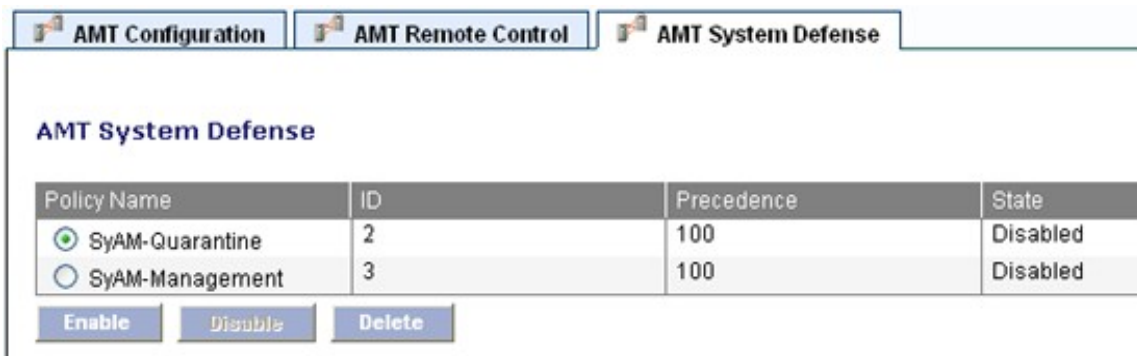 AMT Configuration AMT Remote Control AMT System Defense
AMT System Defense
Policy Name ID Precedence State
SyAM-Quarantine 2 100 Disabled
SyAM-Management 3 100 Disabled
Enable Disable Delete